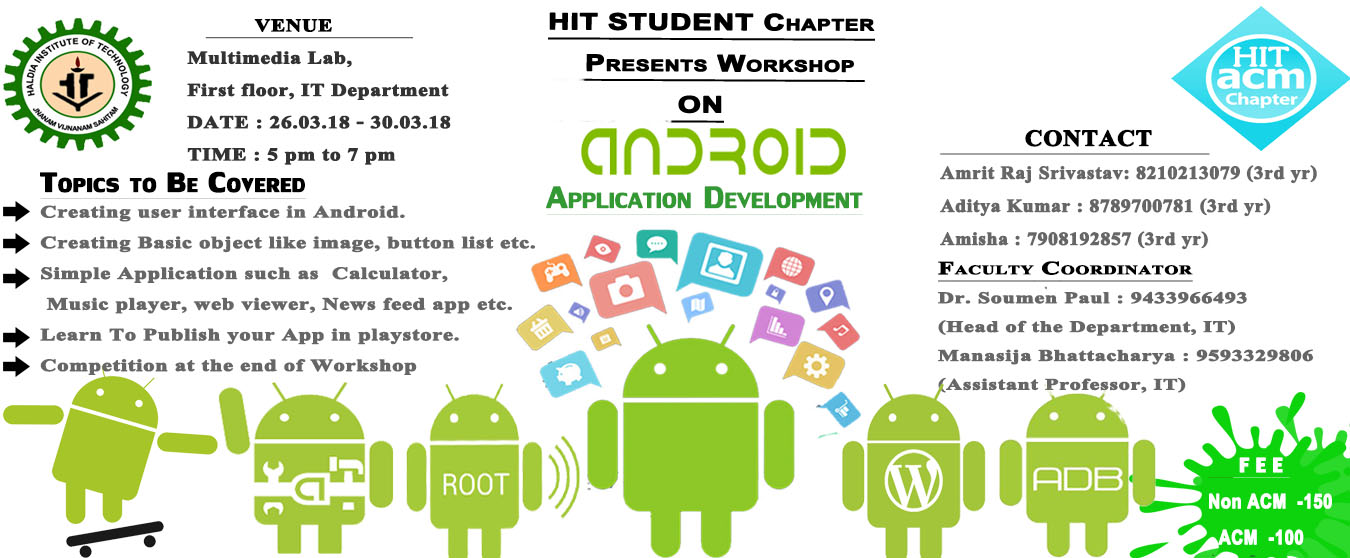 HALDIA INSTITUTE OF TECHNOLOGY
JNANAM VIJNANAM SAHITAM
VENUE
Multimedia Lab,
First floor, IT Department
DATE : 26.03.18 - 30.03.18
TIME : 5 pm to 7 pm
TOPICS TO BE COVERED
Creating user interface in Android.
Creating Basic object like image, button list etc.
Simple Application such as Calculator,
Music player, web viewer, News feed app etc.
Learn To Publish your App in playstore.
Competition at the end of Workshop
HIT STUDENT CHAPTER
PRESENTS WORKSHOP
ON
ANDROID
APPLICATION DEVELOPMENT
HIT
acm
Chapter
CONTACT
Amrit Raj Srivastav: 8210213079 (3rd yr)
Aditya Kumar : 8789700781 (3rd yr)
Amisha : 7908192857 (3rd yr)
FACULTY COORDINATOR
Dr. Soumen Paul : 9433966493
(Head of the Department, IT)
Manasija Bhattacharya : 9593329806
(Assistant Professor, IT)
ROOT
W
ADB
FEE
Non ACM -150
ACM -100